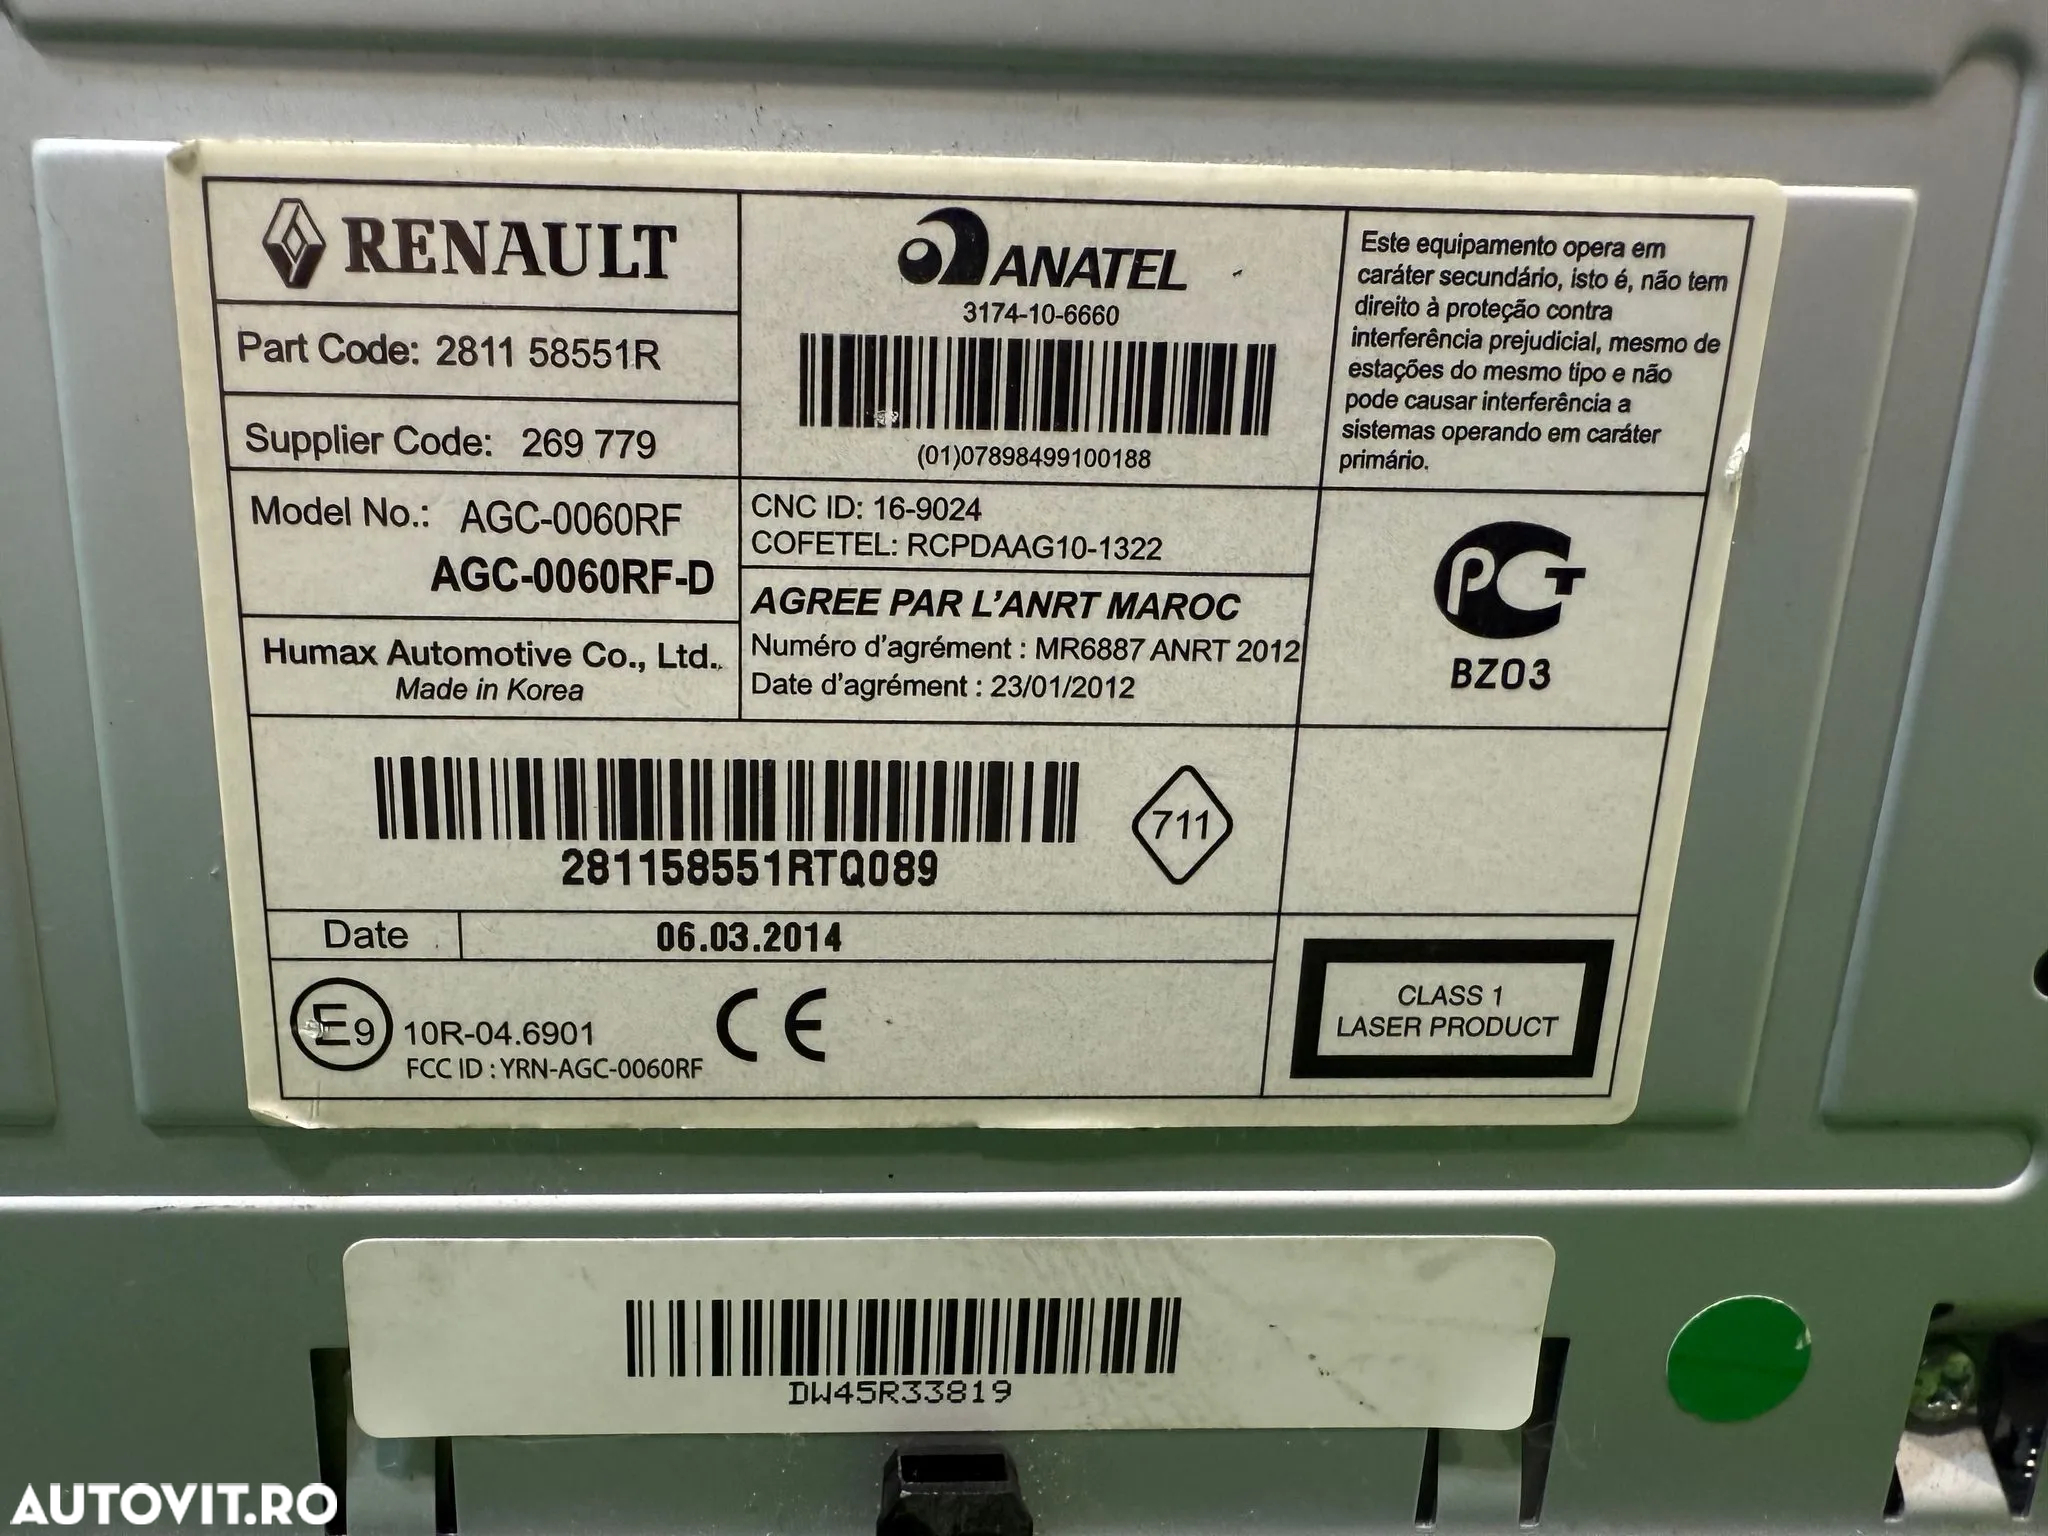 RENAULT
Part Code: 2811 58551R
Supplier Code: 269 779
Model No.: AGC-0060RF
AGC-0060RF-D
Humax Automotive Co., Ltd.
Made in Korea
ANATEL
3174-10-6660
(01)07898499100188
CNC ID: 16-9024
COFETEL: RCPDAAG10-1322
AGREE PAR L'ANRT MAROC
Numéro d'agrément : MR6887 ANRT 2012
Date d'agrément : 23/01/2012
Este equipamento opera em
caráter secundário, isto é, não tem
direito à proteção contra
interferência prejudicial, mesmo de
estações do mesmo tipo e não
pode causar interferência a
sistemas operando em caráter
primário.
PCT
BZ03
281158551RTQ089
711
Date 06.03.2014
E9 10R-04.6901
FCC ID : YRN-AGC-0060RF
CE
CLASS 1
LASER PRODUCT
DW45R33819
AUTOVIT.RO